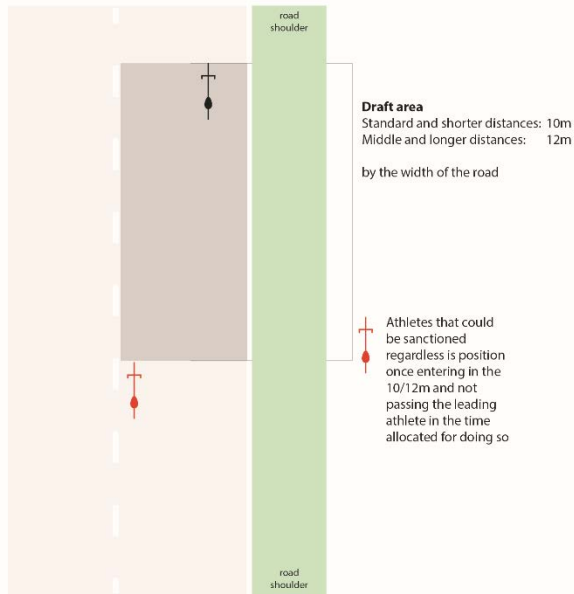 road
shoulder
Draft area
Standard and shorter distances: 10m
Middle and longer distances: 12m
by the width of the road
Athletes that could
be sanctioned
regardless is position
once entering in the
10/12m and not
passing the leading
athlete in the time
allocated for doing so
road
shoulder